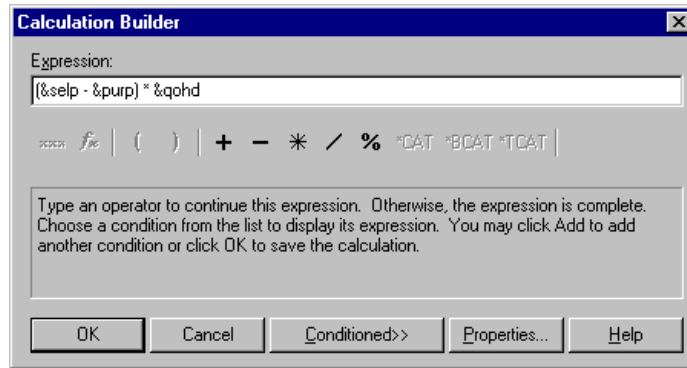 Calculation Builder
Expression:
(&selp - &purp) * &qohd
xxx fx ( ) + - * / % *CAT *BCAT *TCAT
Type an operator to continue this expression. Otherwise, the expression is complete.
Choose a condition from the list to display its expression. You may click Add to add
another condition or click OK to save the calculation.
OK Cancel Conditioned>> Properties... Help